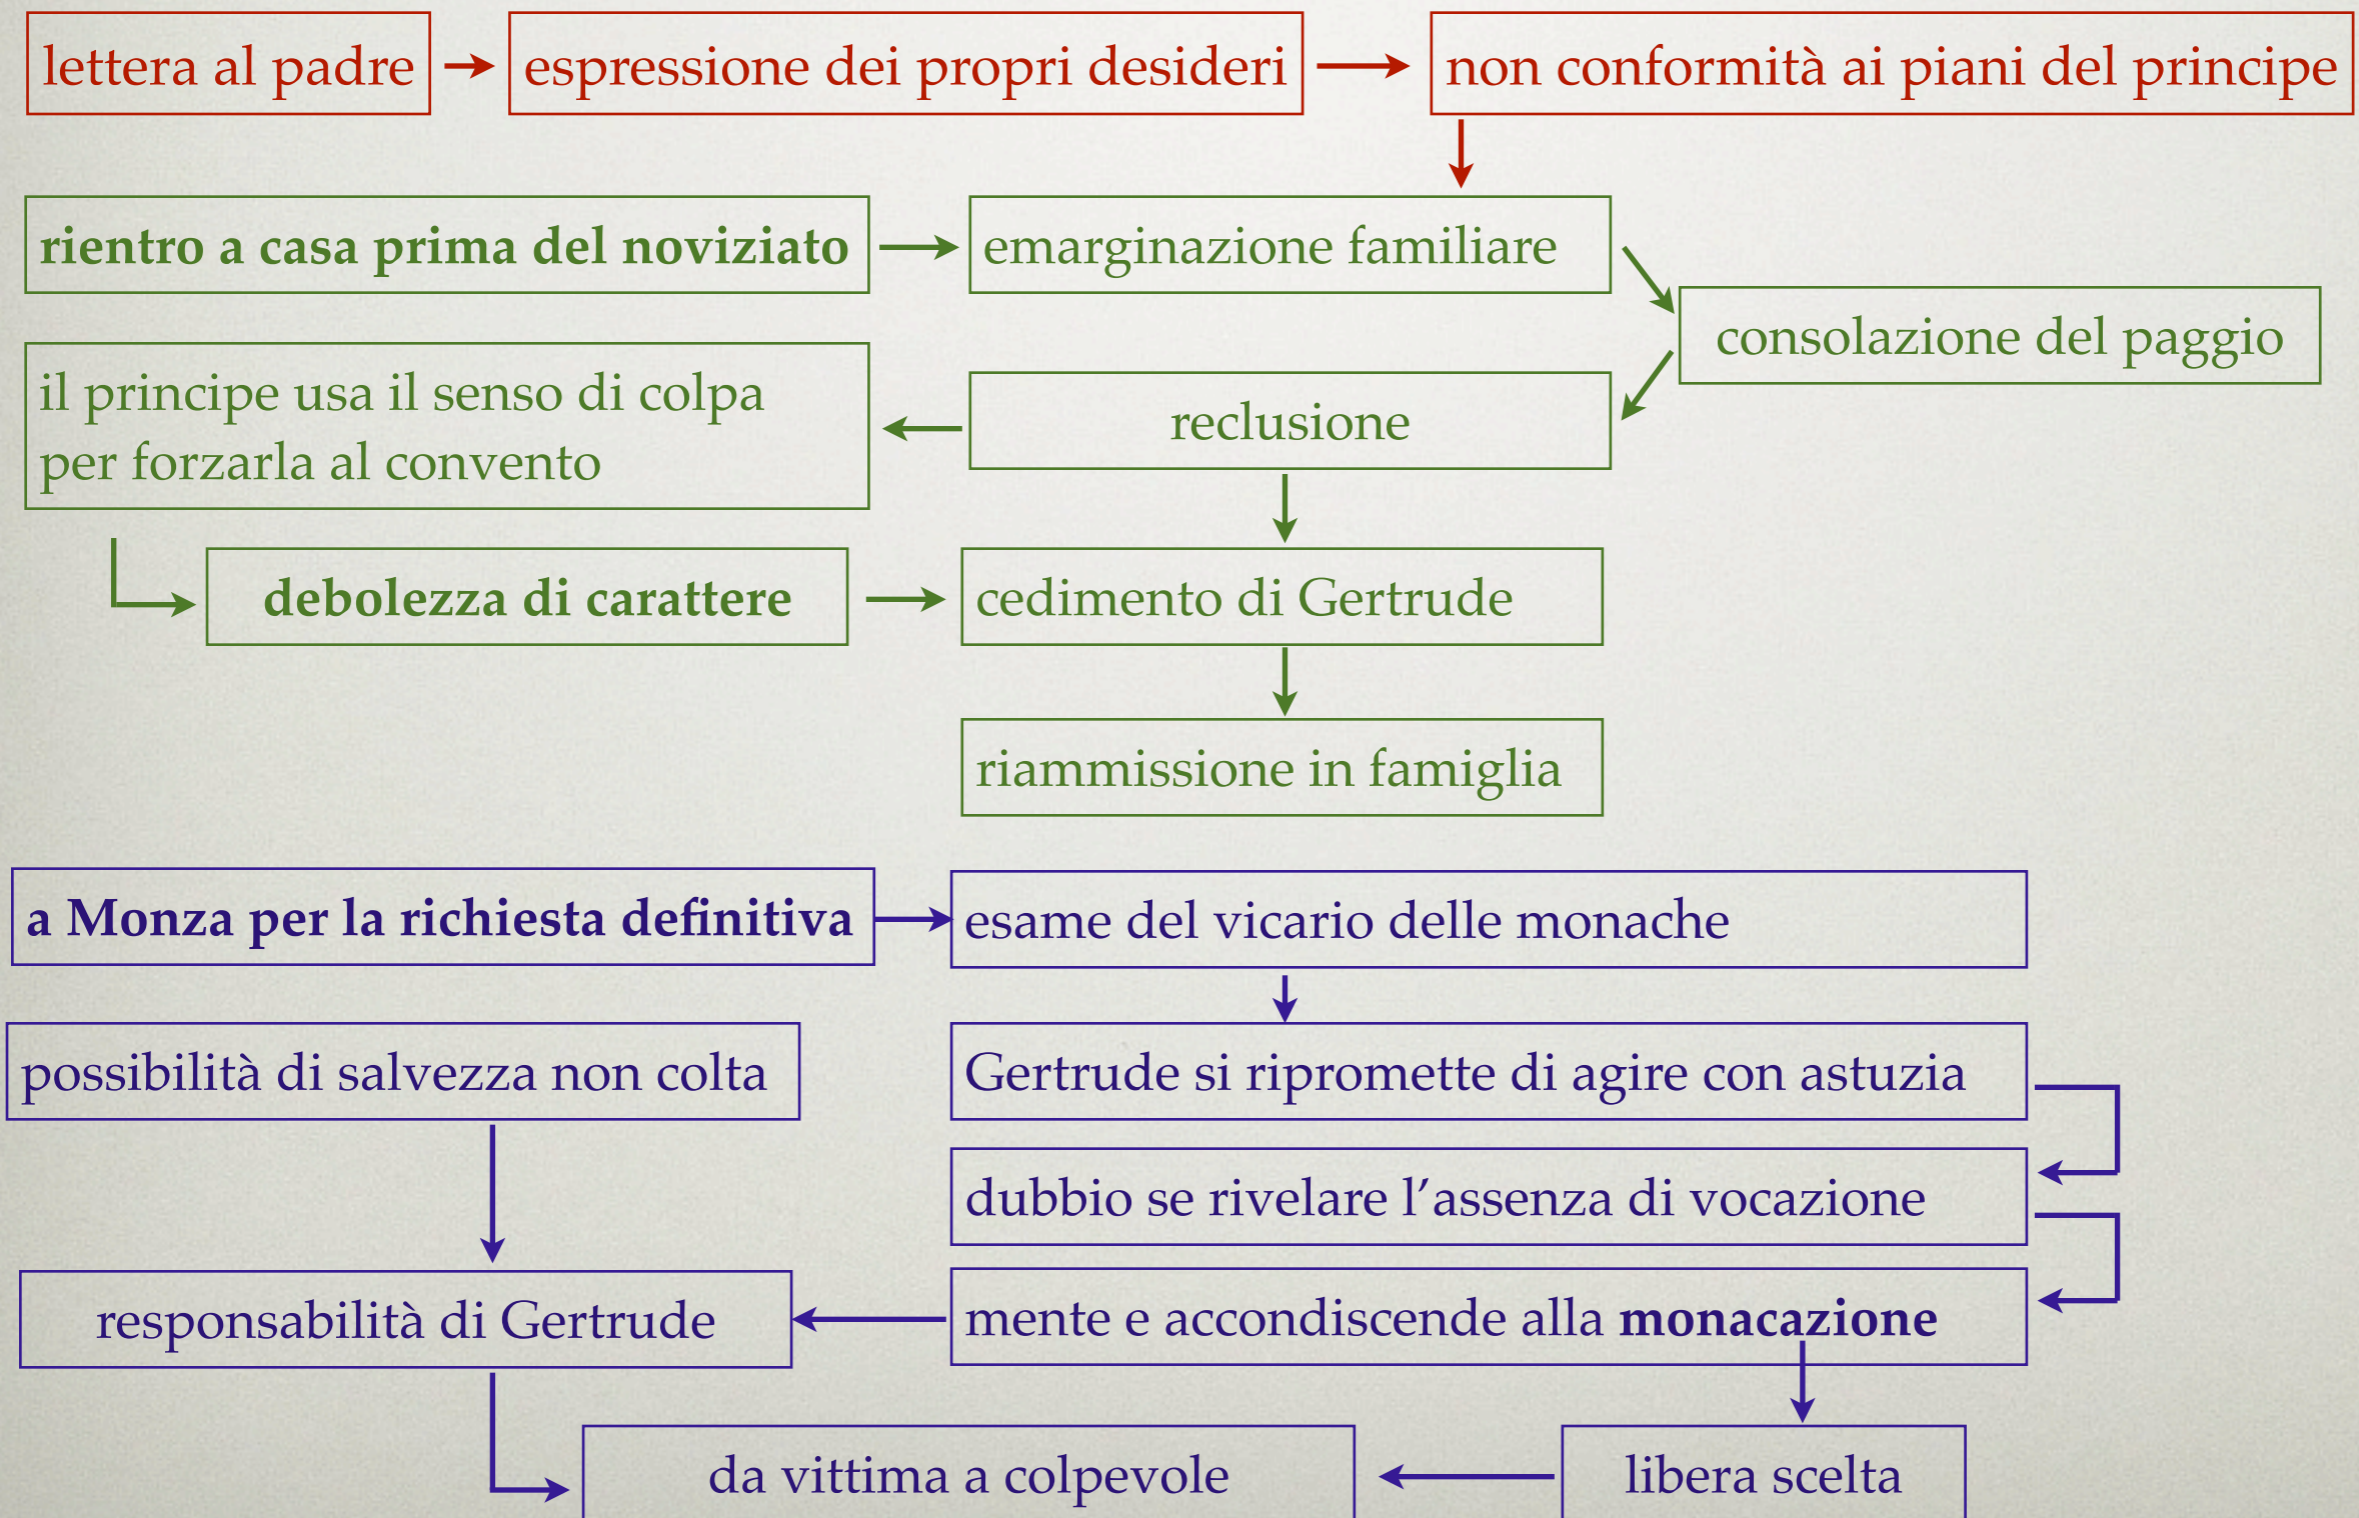 lettera al padre
espressione dei propri desideri
non conformità ai piani del principe
rientro a casa prima del noviziato
emarginazione familiare
consolazione del paggio
il principe usa il senso di colpa
per forzarla al convento
reclusione
debolezza di carattere
cedimento di Gertrude
riammissione in famiglia
a Monza per la richiesta definitiva
esame del vicario delle monache
possibilità di salvezza non colta
Gertrude si ripromette di agire con astuzia
dubbio se rivelare l’assenza di vocazione
responsabilità di Gertrude
mente e accondiscende alla monacazione
da vittima a colpevole
libera scelta